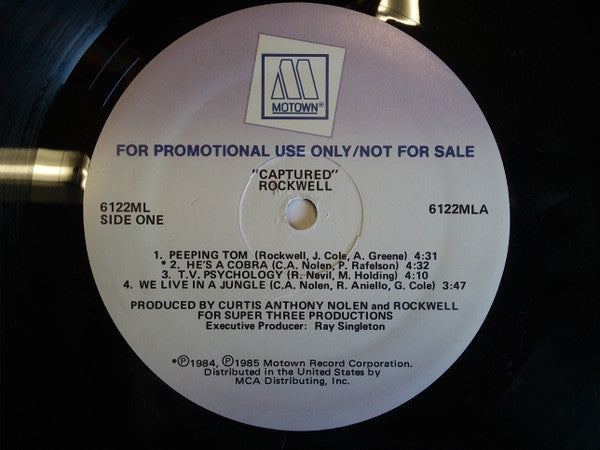 MOTOWN®
FOR PROMOTIONAL USE ONLY/NOT FOR SALE
"CAPTURED"
ROCKWELL
6122ML
SIDE ONE
6122MLA
1. PEEPING TOM (Rockwell, J. Cole, A. Greene) 4:31
* 2. HE'S A COBRA (C.A. Nolen, P. Rafelson) 4:32
3. T.V. PSYCHOLOGY (R. Nevil, M. Holding) 4:31
4. WE LIVE IN A JUNGLE (C.A. Nolen, R. Aniello, G. Cole) 3:47
PRODUCED BY CURTIS ANTHONY NOLEN and ROCKWELL
FOR SUPER THREE PRODUCTIONS
Executive Producer: Ray Singleton
*Ⓟ1984, Ⓟ1985 Motown Record Corporation.
Distributed in the United States by
MCA Distributing, Inc.